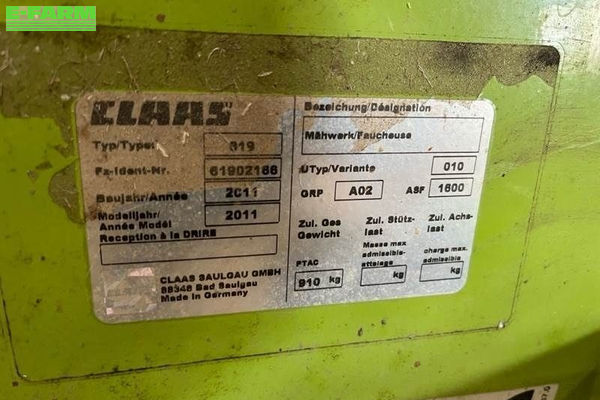 E-FARM
CLAAS
Bezeichung/Désignation
Mähwerk/Faucheuse
Typ/Type: 619
Fz-Ident-Nr. 61902166
Baujahr/Année 2011
Modelljahr/
Année Model 2011
Reception à la DRIRE
UTyp/Variante 010
GRP A02 ASF 1600
Zul. Ges
Gewicht
Zul. Stütz-
last
Zul. Achs-
last
PTAC
Masse max
admissible-
attelage
charge max
admissible
910 kg
kg
kg
CLAAS SAULGAU GMBH
88348 Bad Saulgau
Made in Germany